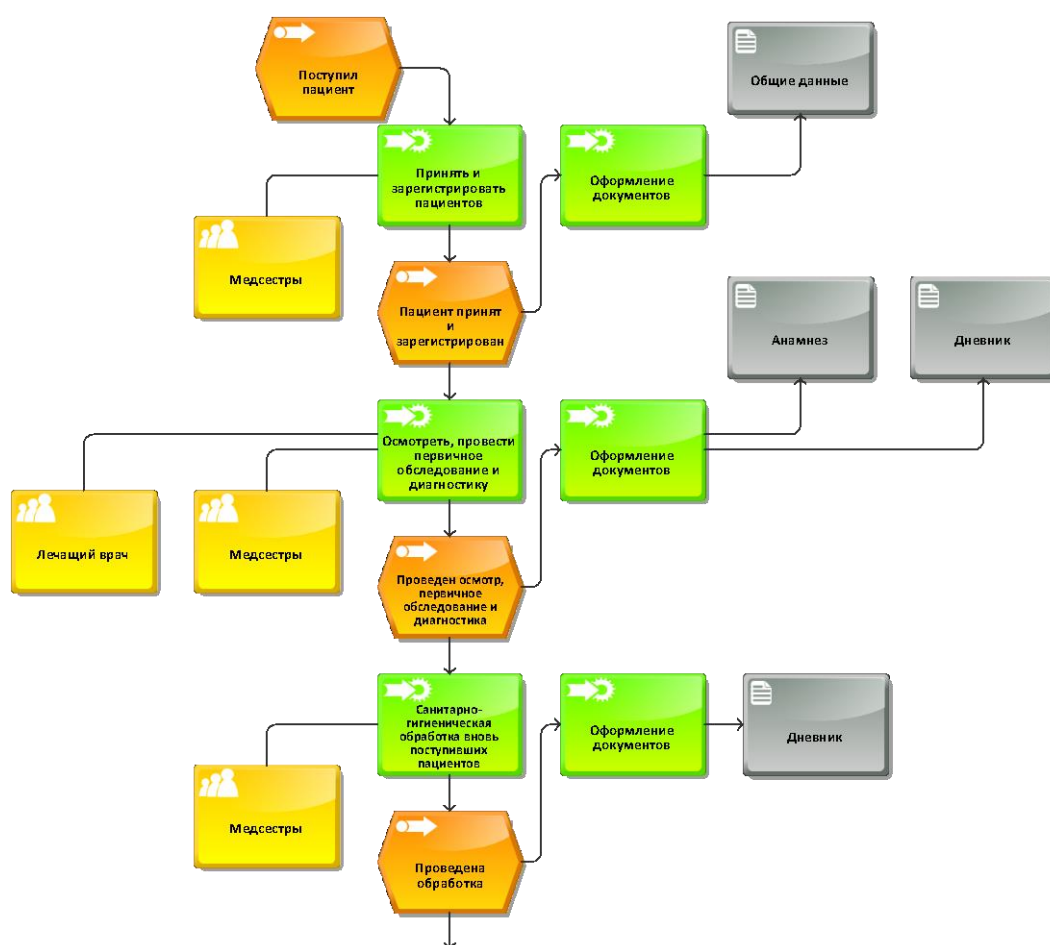 Поступил
пациент
Общие данные
Принять и
зарегистрировать
пациентов
Оформление
документов
Медсестры
Пациент принят
и
зарегистрирован
Анамнез
Дневник
Осмотреть, провести
первичное
обследование и
диагностику
Оформление
документов
Лечащий врач
Медсестры
Проведен осмотр,
первичное
обследование и
диагностика
Санитарно-
гигиеническая
обработка вновь
поступивших
пациентов
Оформление
документов
Дневник
Медсестры
Проведена
обработка